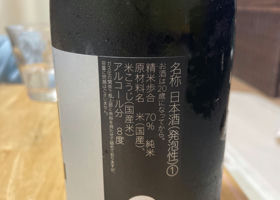 名称 日本酒(発泡性)①
お酒は20歳になってから。
精米歩合 70% 純米
原材料名 米(国産)、
米こうじ(国産米)
アルコール分 8度